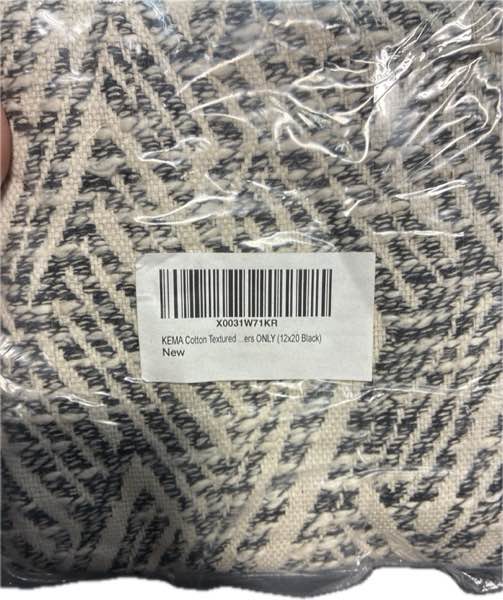 X0031W71KR
KEMA Cotton Textured ...ers ONLY (12x20 Black)
New